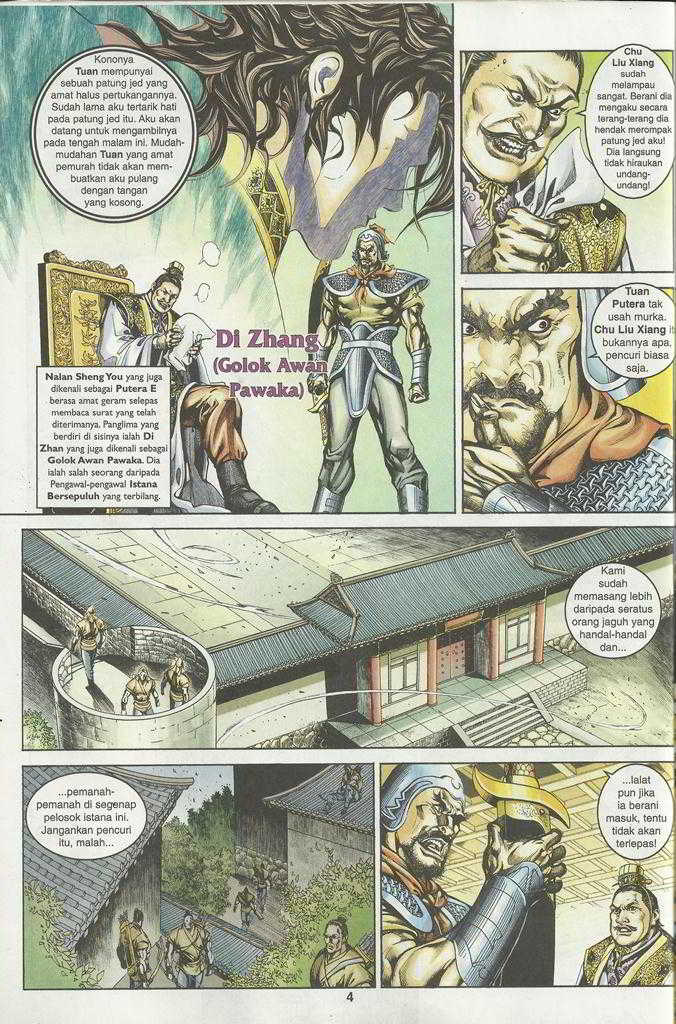 Kononya
Tuan mempunyai
sebuah patung jed yang
amat halus pertukangannya.
Sudah lama aku tertarik hati
pada patung jed itu. Aku akan
datang untuk mengambilnya
pada tengah malam ini. Mudah-
mudahan Tuan yang amat
pemurah tidak akan mem-
buatkan aku pulang
dengan tangan
yang kosong.
Di Zhang
(Golok Awan
Pawaka)
Nalan Sheng You yang juga
dikenali sebagai Putera E
berasa amat geram selepas
membaca surat yang telah
diterimanya. Panglima yang
berdiri di sisinya ialah Di
Zhan yang juga dikenali sebagai
Golok Awan Pawaka. Dia
ialah salah seorang daripada
Pengawal-pengawal Istana
Bersepuluh yang terbilang.
Chu
Liu Xiang
sudah
melampau
sangat. Berani dia
mengaku secara
terang-terang dia
hendak merompak
patung jed aku!
Dia langsung
tidak hiraukan
undang-
undang!
Tuan
Putera tak
usah murka.
Chu Liu Xiang it
bukannya apa,
pencuri biasa
saja.
Kami
sudah
memasang lebih
daripada seratus
orang jaguh yang
handal-handal
dan...
...pemanah-
pemanah di segenap
pelosok istana ini.
Jangankan pencuri
itu, malah...
...lalat
pun jika
ia berani
masuk, tentu
tidak akan
terlepas!
4